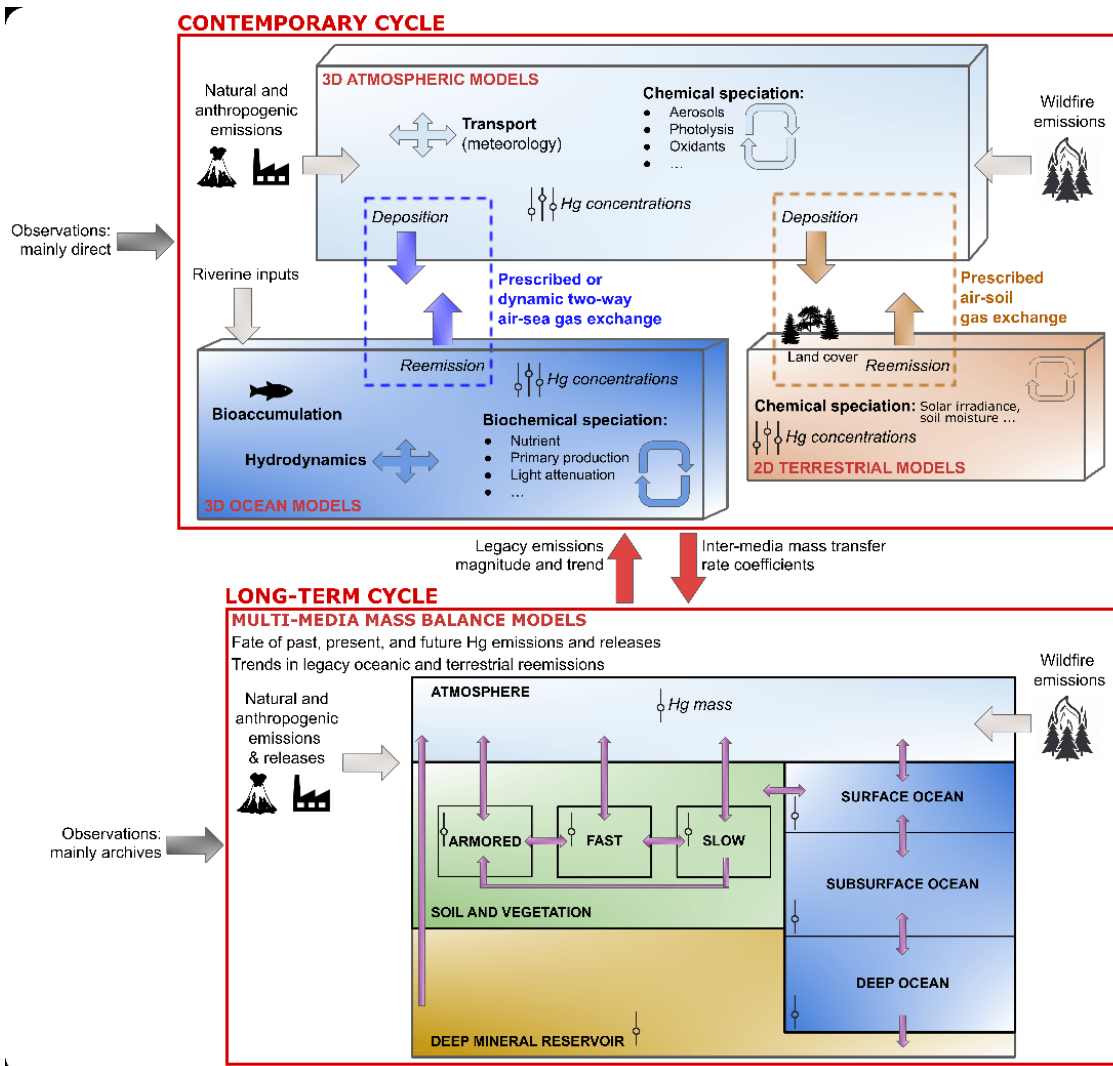 CONTEMPORARY CYCLE
3D ATMOSPHERIC MODELS
Natural and
anthropogenic
emissions
Transport
(meteorology)
Chemical speciation:
● Aerosols
● Photolysis
● Oxidants
● ...
Wildfire
emissions
Hg concentrations
Observations:
mainly direct
Deposition
Deposition
Riverine inputs
Prescribed or
dynamic two-way
air-sea gas exchange
Prescribed
air-soil
gas exchange
Reemission
Land cover
Reemission
Hg concentrations
Bioaccumulation
Biochemical speciation:
● Nutrient
● Primary production
● Light attenuation
● ...
Hydrodynamics
3D OCEAN MODELS
Chemical speciation: Solar irradiance,
soil moisture ...
Hg concentrations
2D TERRESTRIAL MODELS
Legacy emissions
magnitude and trend
Inter-media mass transfer
rate coefficients
LONG-TERM CYCLE
MULTI-MEDIA MASS BALANCE MODELS
Fate of past, present, and future Hg emissions and releases
Trends in legacy oceanic and terrestrial reemissions
Natural and
anthropogenic
emissions
& releases
Wildfire
emissions
ATMOSPHERE
Hg mass
Observations:
mainly archives
ARMORED
FAST
SLOW
SOIL AND VEGETATION
SURFACE OCEAN
SUBSURFACE OCEAN
DEEP OCEAN
DEEP MINERAL RESERVOIR